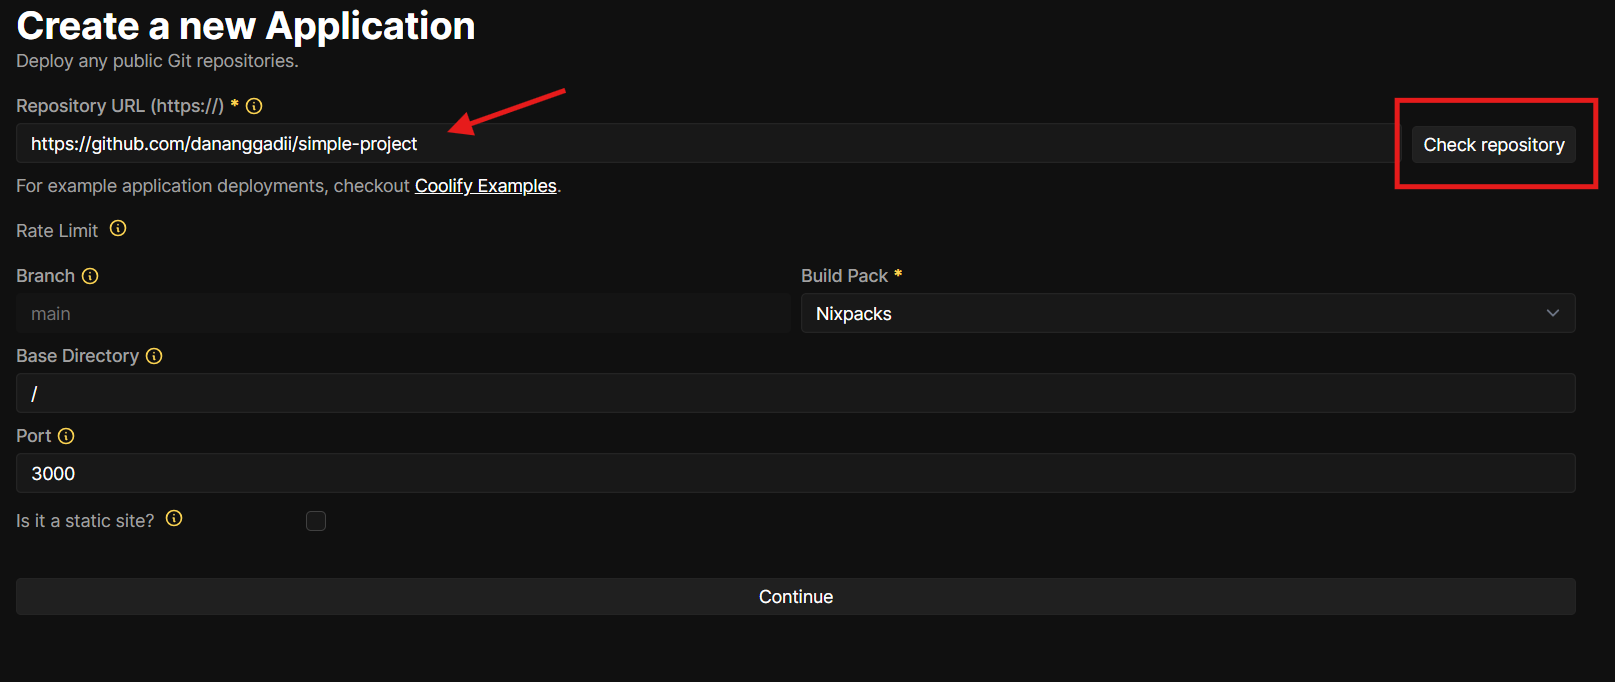 Create a new Application
Deploy any public Git repositories.
Repository URL (https://) *
https://github.com/dananggadii/simple-project
Check repository
For example application deployments, checkout Coolify Examples.
Rate Limit
Branch
Build Pack *
main
Nixpacks
Base Directory
/
Port
3000
Is it a static site?
Continue